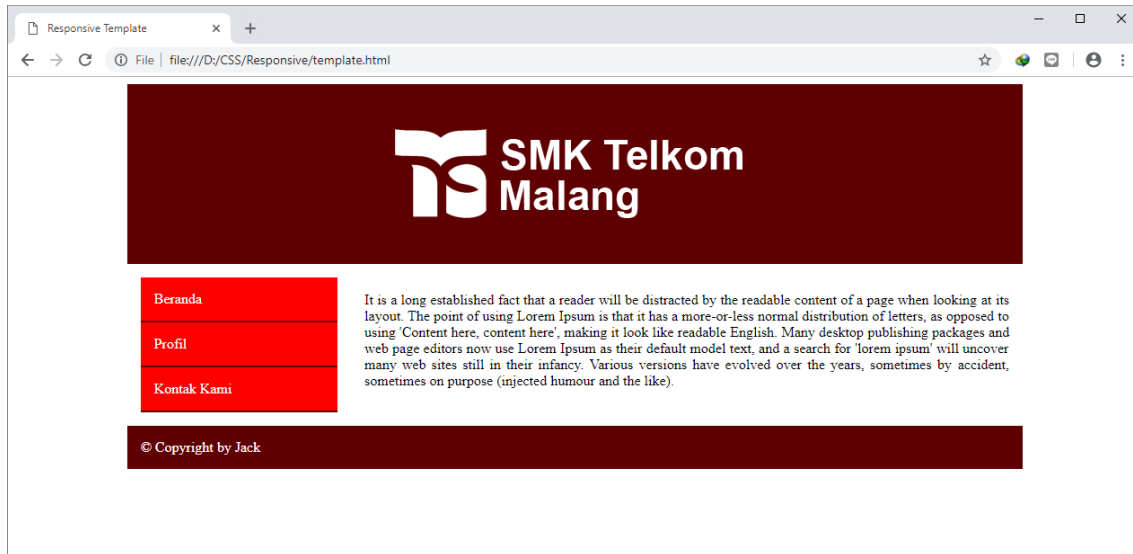 Responsive Template
File
file:///D:/CSS/Responsive/template.html
SMK Telkom
Malang
Beranda
Profil
Kontak Kami
It is a long established fact that a reader will be distracted by the readable content of a page when looking at its
layout. The point of using Lorem Ipsum is that it has a more-or-less normal distribution of letters, as opposed to
using 'Content here, content here', making it look like readable English. Many desktop publishing packages and
web page editors now use Lorem Ipsum as their default model text, and a search for 'lorem ipsum' will uncover
many web sites still in their infancy. Various versions have evolved over the years, sometimes by accident,
sometimes on purpose (injected humour and the like).
© Copyright by Jack